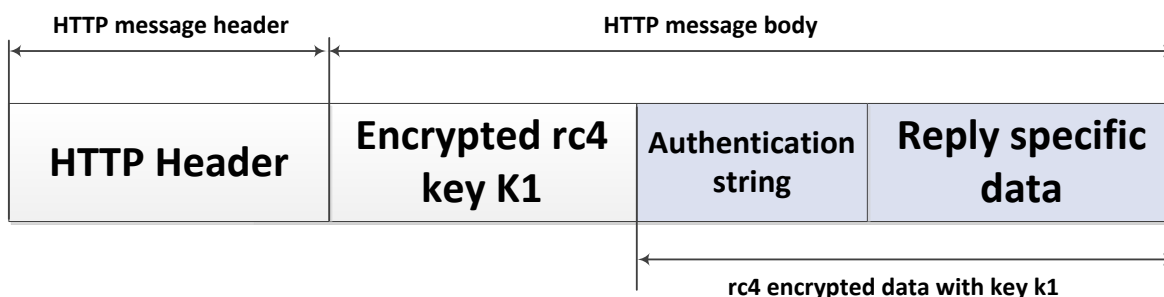 HTTP message header
HTTP message body
HTTP Header
Encrypted rc4
key K1
Authentication
string
Reply specific
data
rc4 encrypted data with key k1